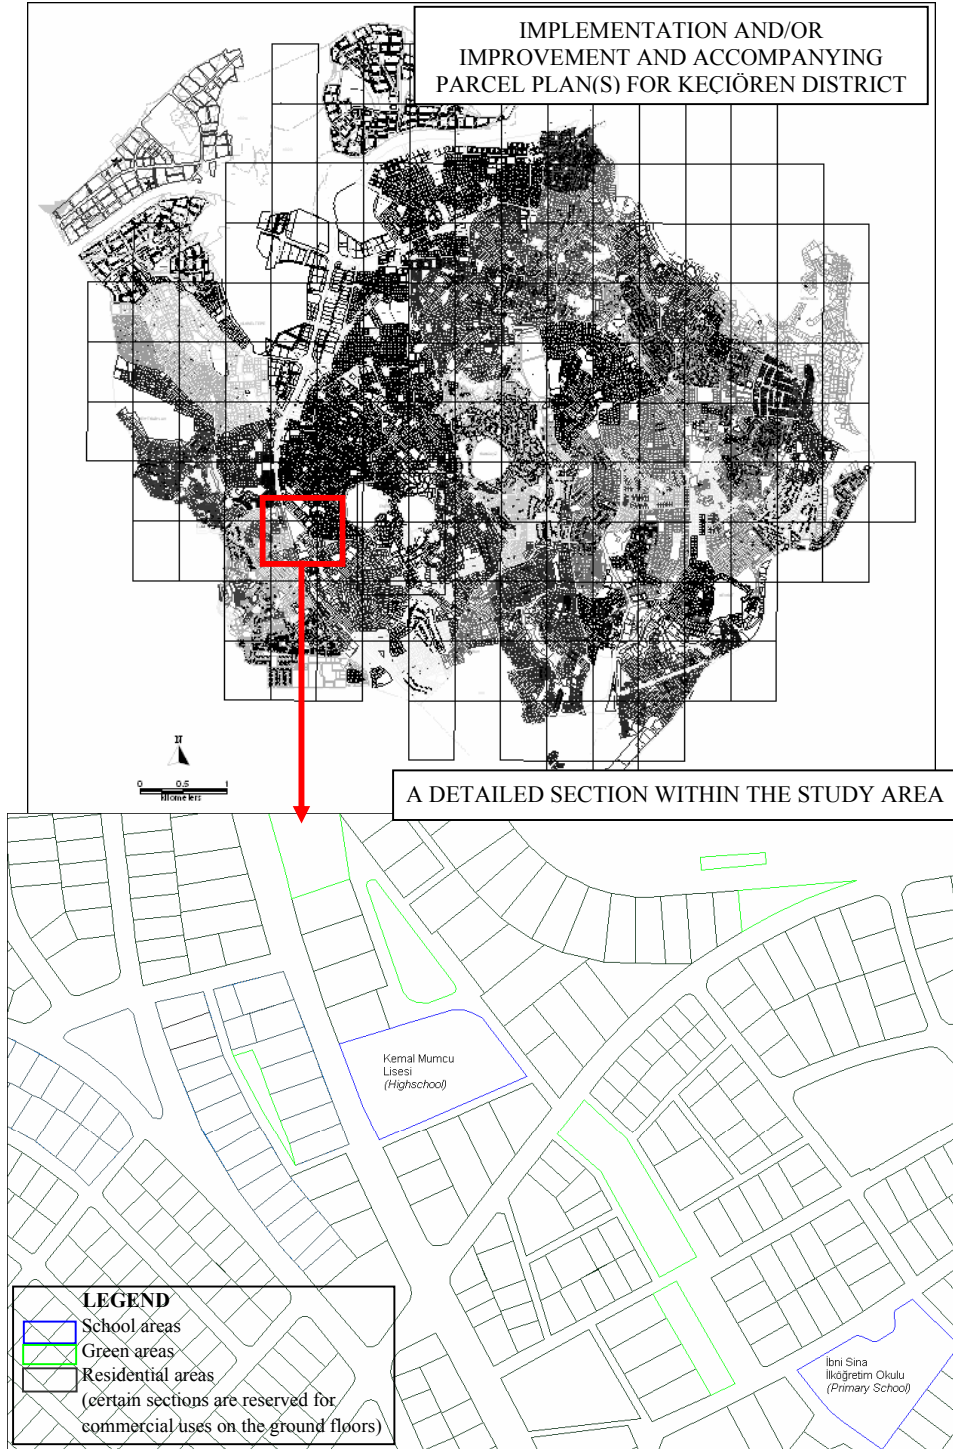 IMPLEMENTATION AND/OR
IMPROVEMENT AND ACCOMPANYING
PARCEL PLAN(S) FOR KEÇİÖREN DISTRICT
N
0 0.5 1
kilometers
A DETAILED SECTION WITHIN THE STUDY AREA
Kemal Mumcu
Lisesi
(Highschool)
LEGEND
School areas
Green areas
Residential areas
(certain sections are reserved for
commercial uses on the ground floors)
İbni Sina
İlköğretim Okulu
(Primary School)